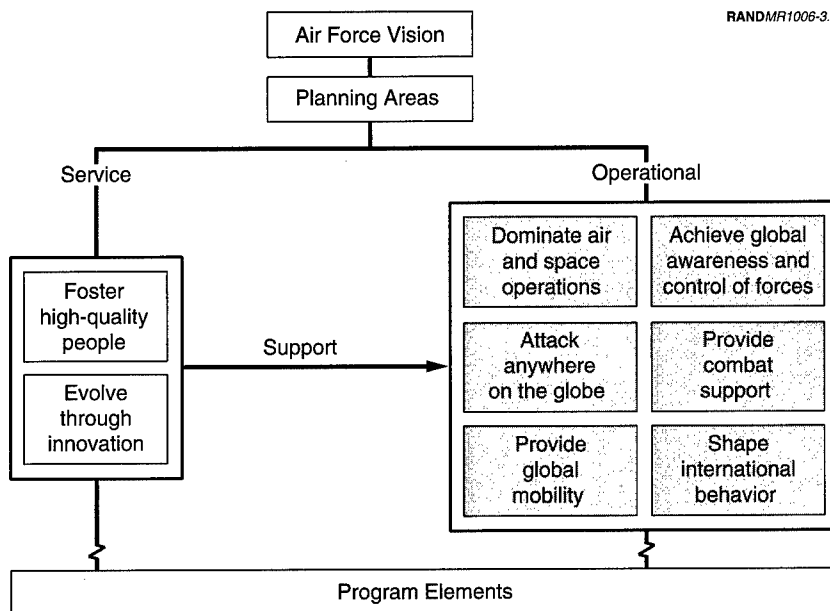 RANDMR1006-3.
Air Force Vision
Planning Areas
Service
Operational
Foster
high-quality
people
Evolve
through
innovation
Support
Dominate air
and space
operations
Achieve global
awareness and
control of forces
Attack
anywhere
on the globe
Provide
combat
support
Provide
global
mobility
Shape
international
behavior
Program Elements